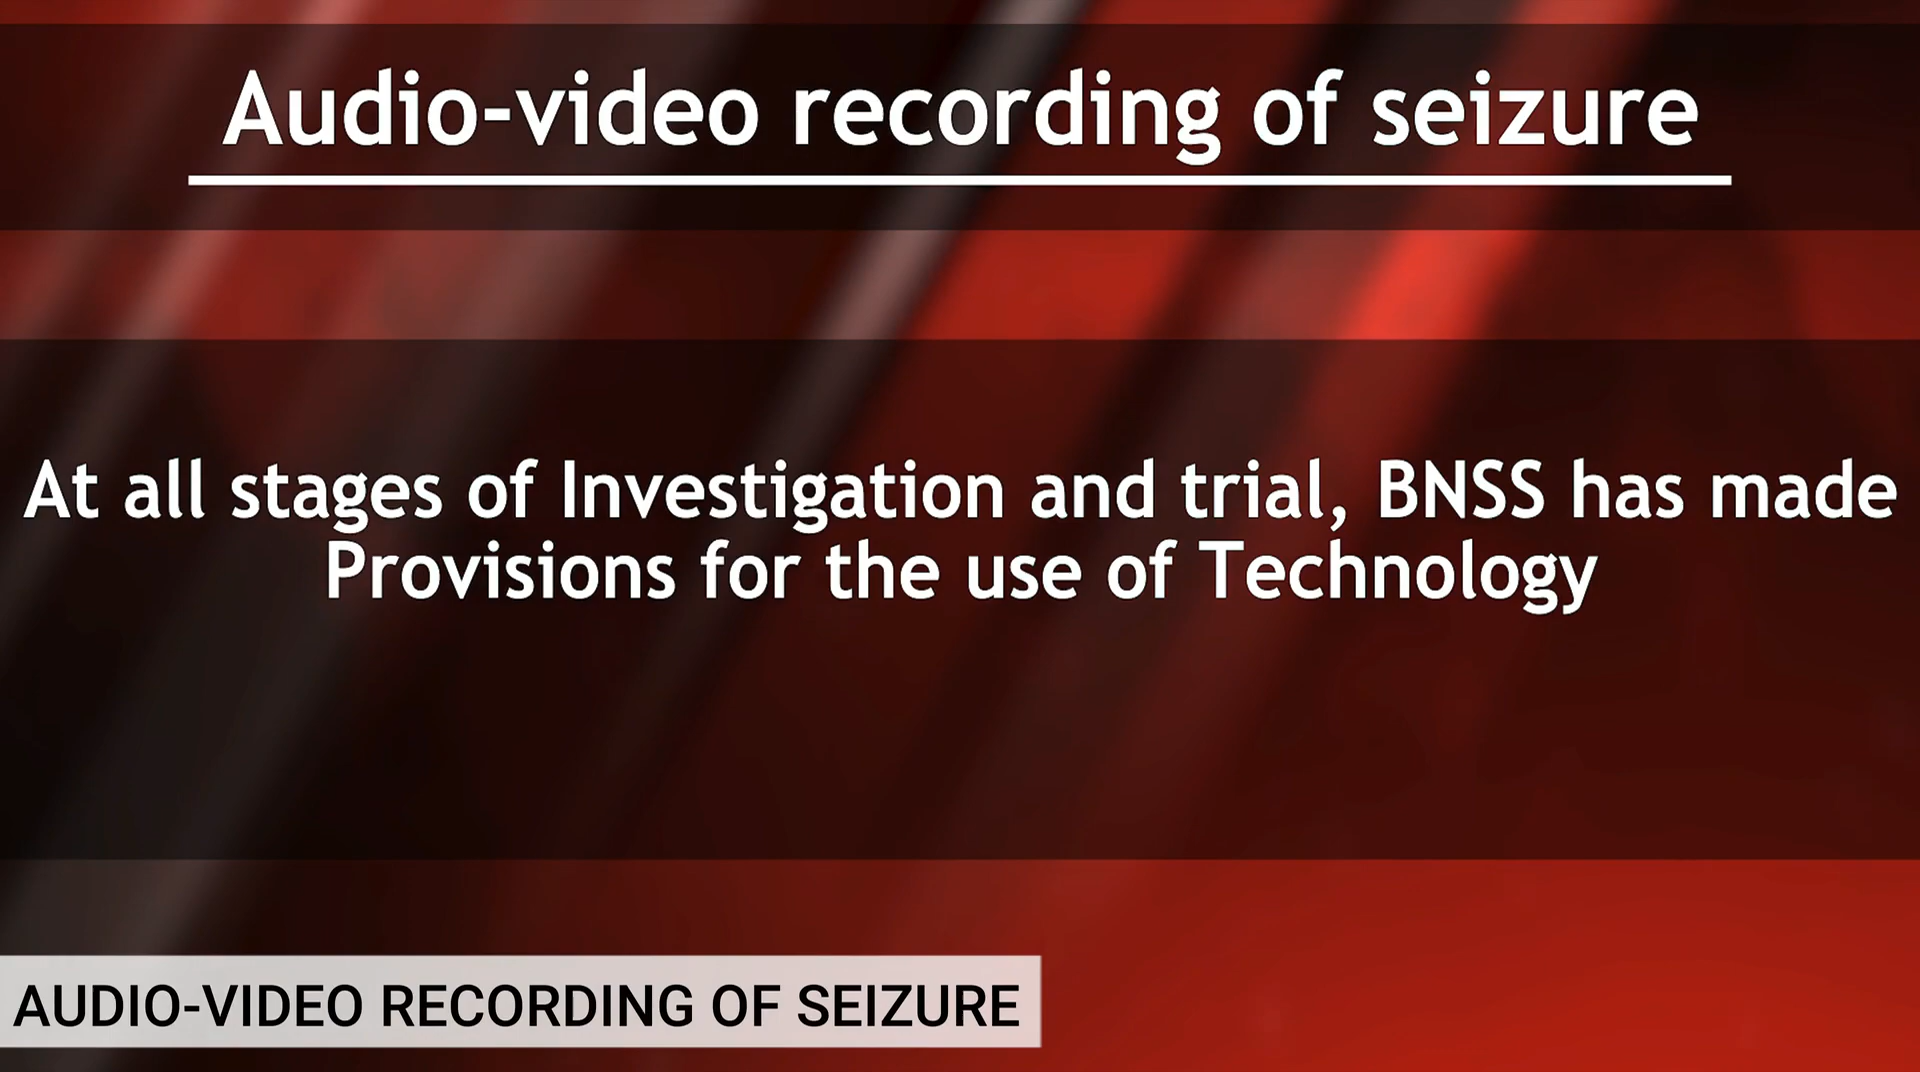 Audio-video recording of seizure
At all stages of Investigation and trial, BNSS has made
Provisions for the use of Technology
AUDIO-VIDEO RECORDING OF SEIZURE